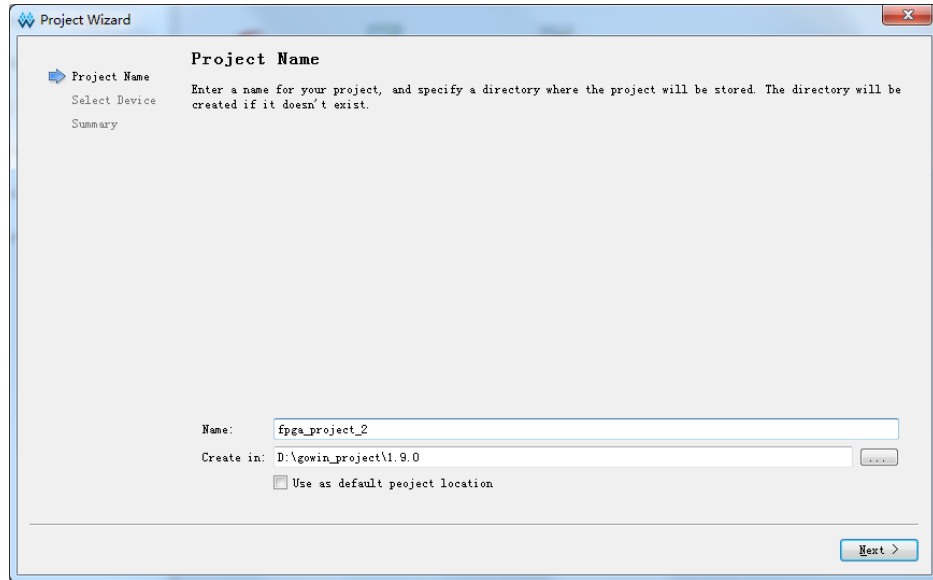 Project Wizard
Project Name
Select Device
Summary
Project Name
Enter a name for your project, and specify a directory where the project will be stored. The directory will be
created if it doesn't exist.
Name: fpga_project_2
Create in: D:\gowin_project\1.9.0 ...
Use as default peoject location
Next >